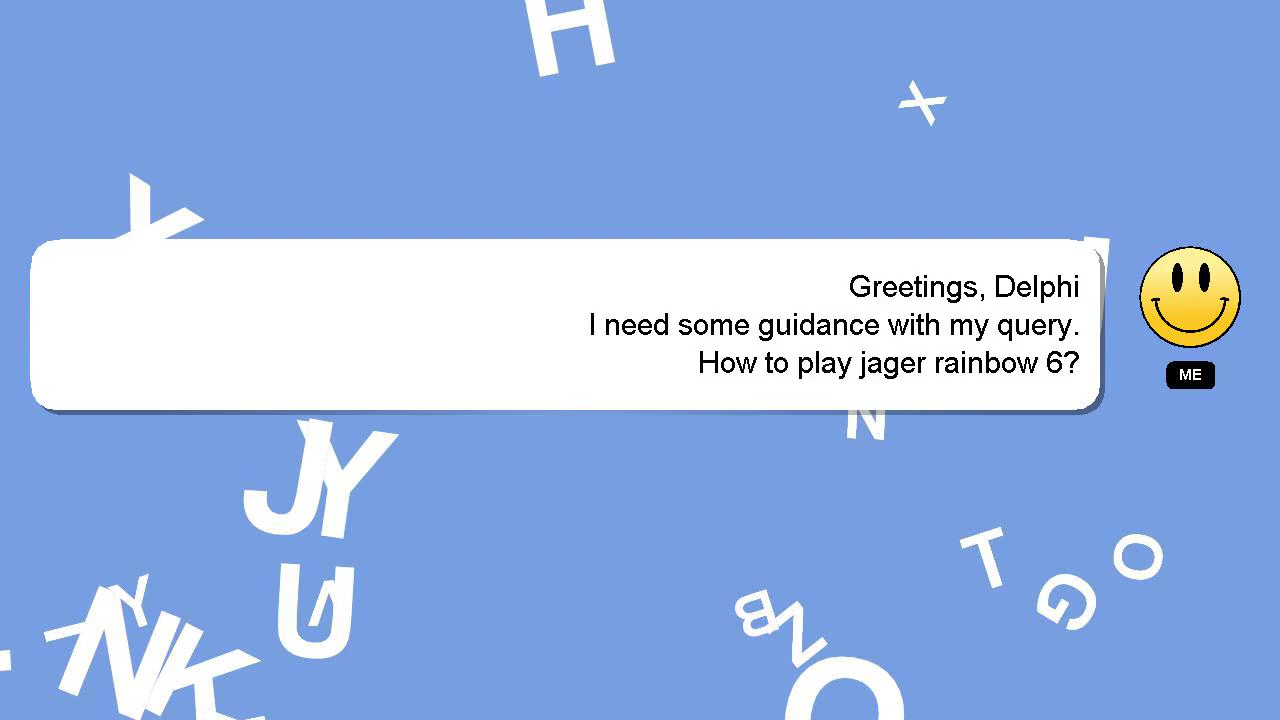 H
X
Y
Greetings, Delphi
I need some guidance with my query.
How to play jager rainbow 6?
ME
N
J
Y
T
O
G
U
Y
B
N
Z
N
K
O